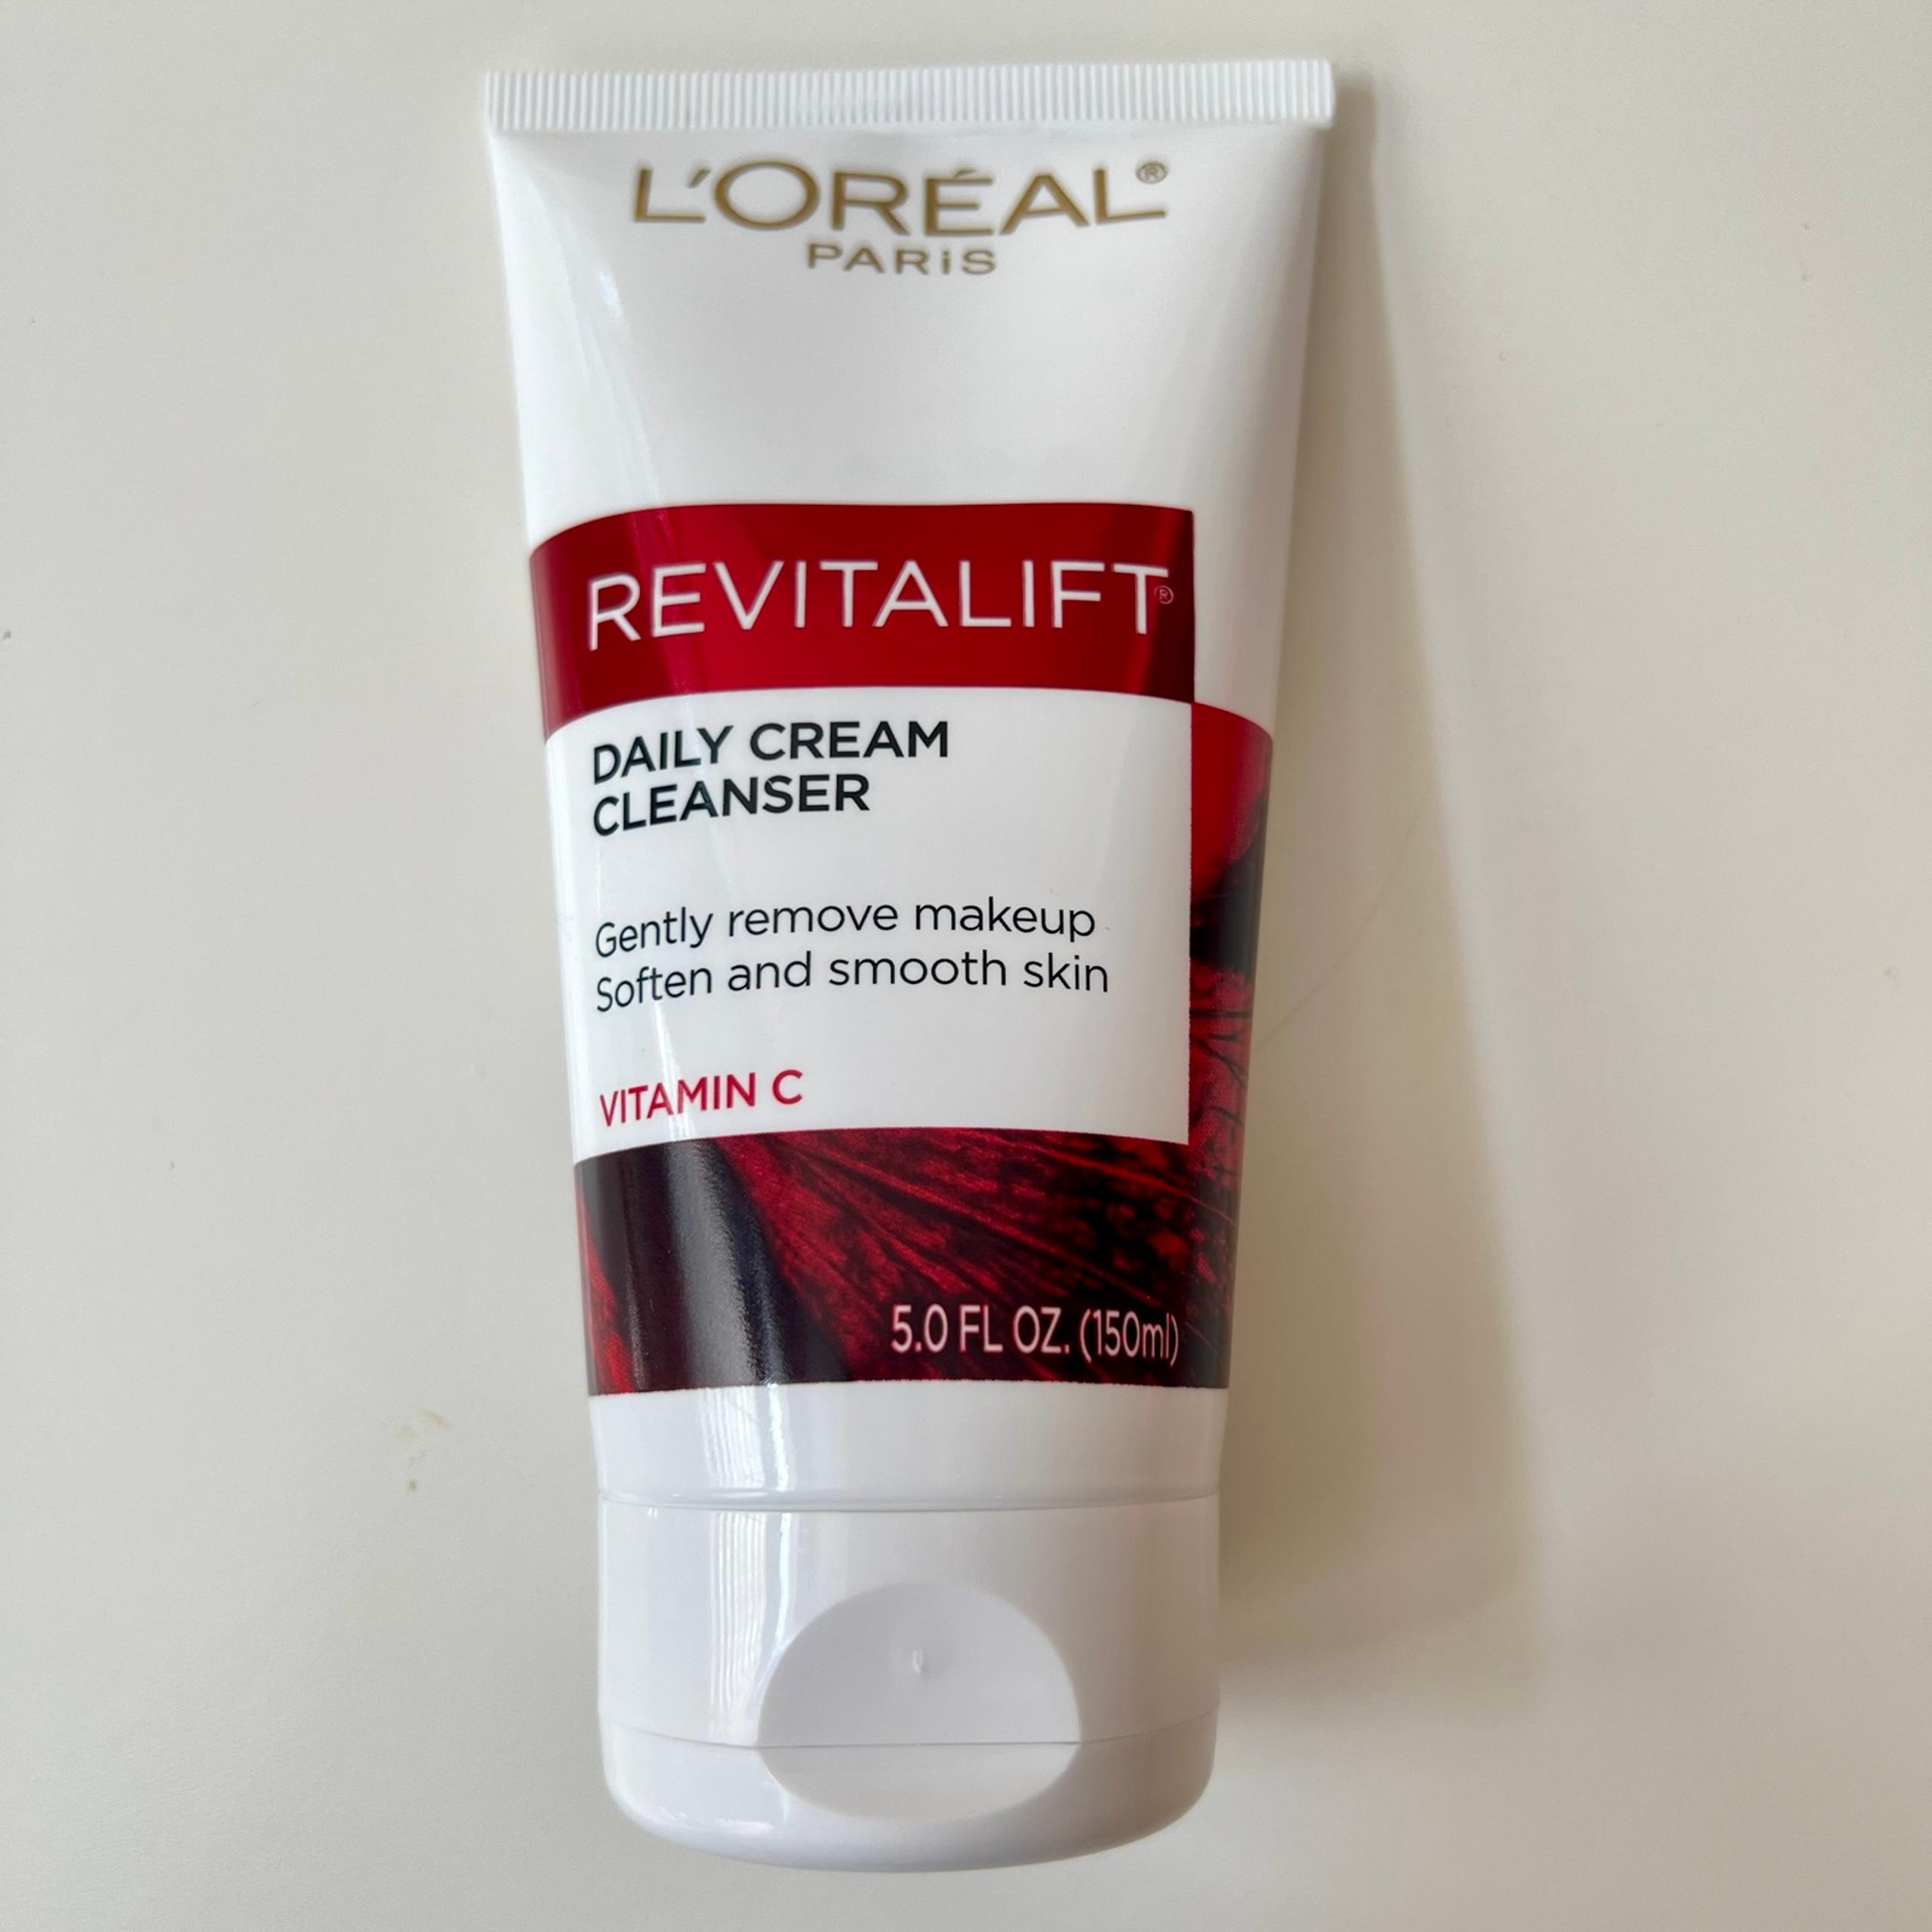 L'ORÉAL®
PARiS
REVITALIFT®
DAILY CREAM
CLEANSER
Gently remove makeup
Soften and smooth skin
VITAMIN C
5.0 FL OZ. (150ml)